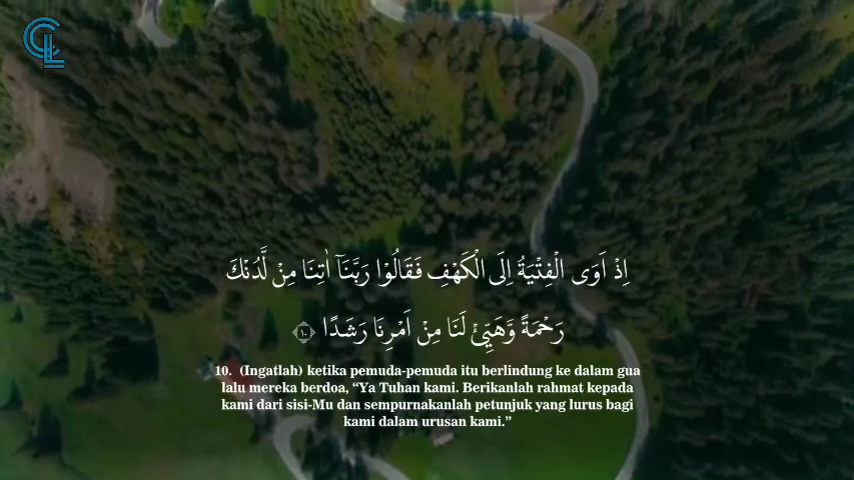 اِذْ اَوَى الْفِتْيَةُ اِلَى الْكَهْفِ فَقَالُوْا رَبَّنَآ اٰتِنَا مِنْ لَّدُنْكَ
رَحْمَةً وَّهَيِّئْ لَنَا مِنْ اَمْرِنَا رَشَدًا ١٠
10. (Ingatlah) ketika pemuda-pemuda itu berlindung ke dalam gua
lalu mereka berdoa, “Ya Tuhan kami. Berikanlah rahmat kepada
kami dari sisi-Mu dan sempurnakanlah petunjuk yang lurus bagi
kami dalam urusan kami.”